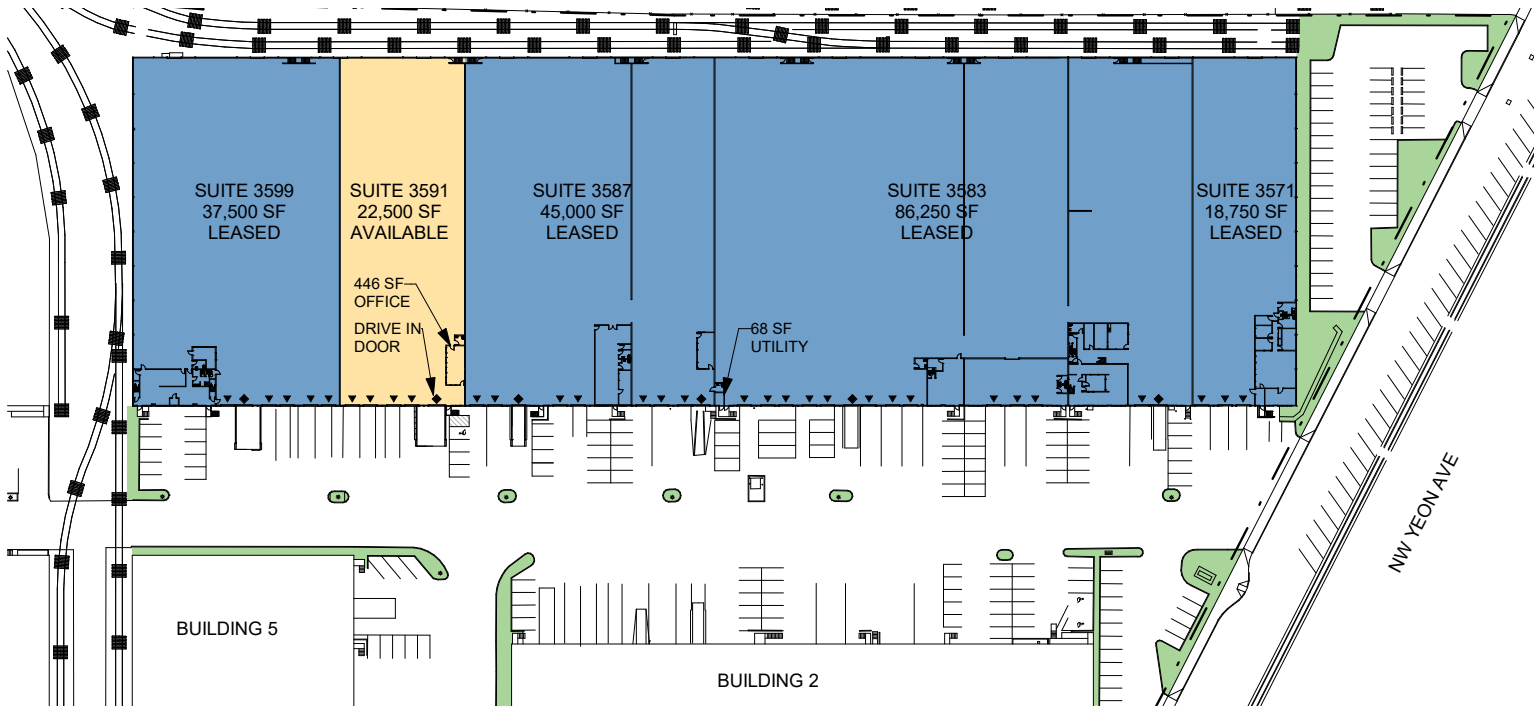 SUITE 3599
37,500 SF
LEASED
SUITE 3591
22,500 SF
AVAILABLE
SUITE 3587
45,000 SF
LEASED
SUITE 3583
86,250 SF
LEASED
SUITE 3571
18,750 SF
LEASED
446 SF
OFFICE
DRIVE IN
DOOR
68 SF
UTILITY
NW YEON AVE
BUILDING 5
BUILDING 2